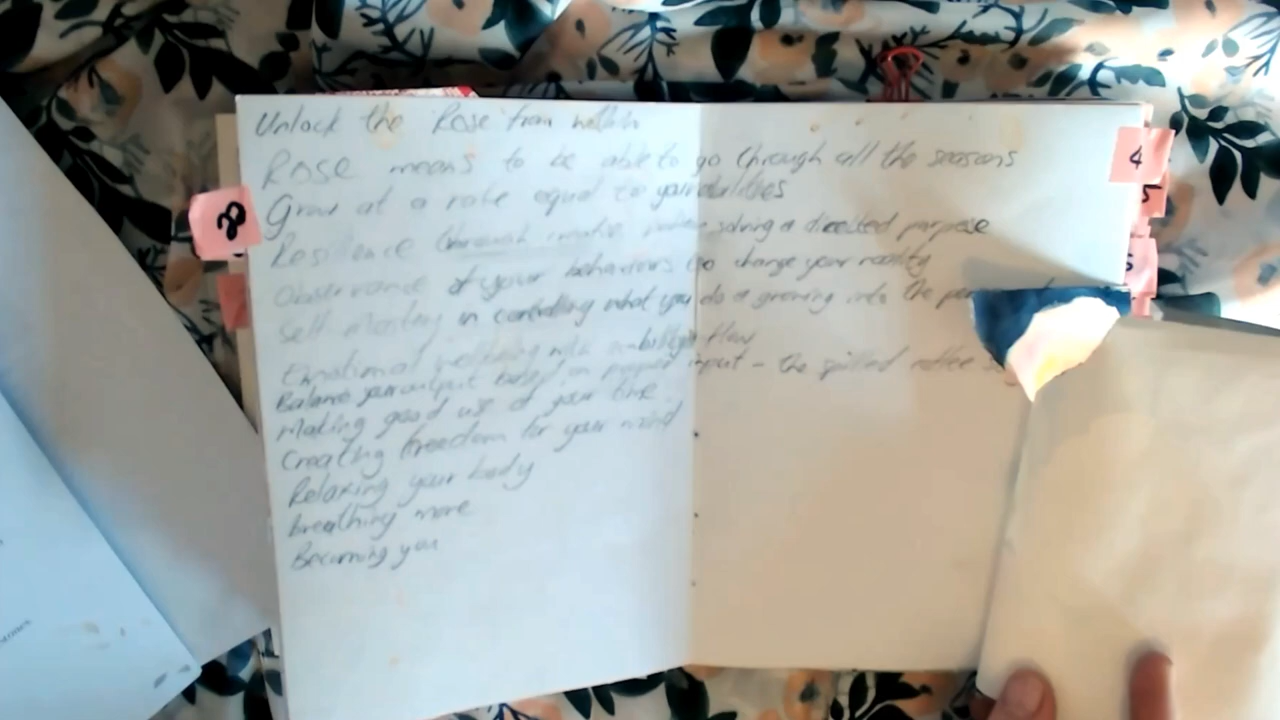 Unlock the Rose from within
Rose means to be able to go through all the seasons
Grow at a rate equal to your abilities
Resilience through creative solving a directed purpose
Observance of your behaviours to change your reality
Self Mastery in controlling what you do a growing into the
Emotional wellbeing with flow
Balance your output based on proper input - the spilled coffee
Making good use of your time
Creating freedom for your mind
Relaxing your body
breathing more
Becoming you
4
5